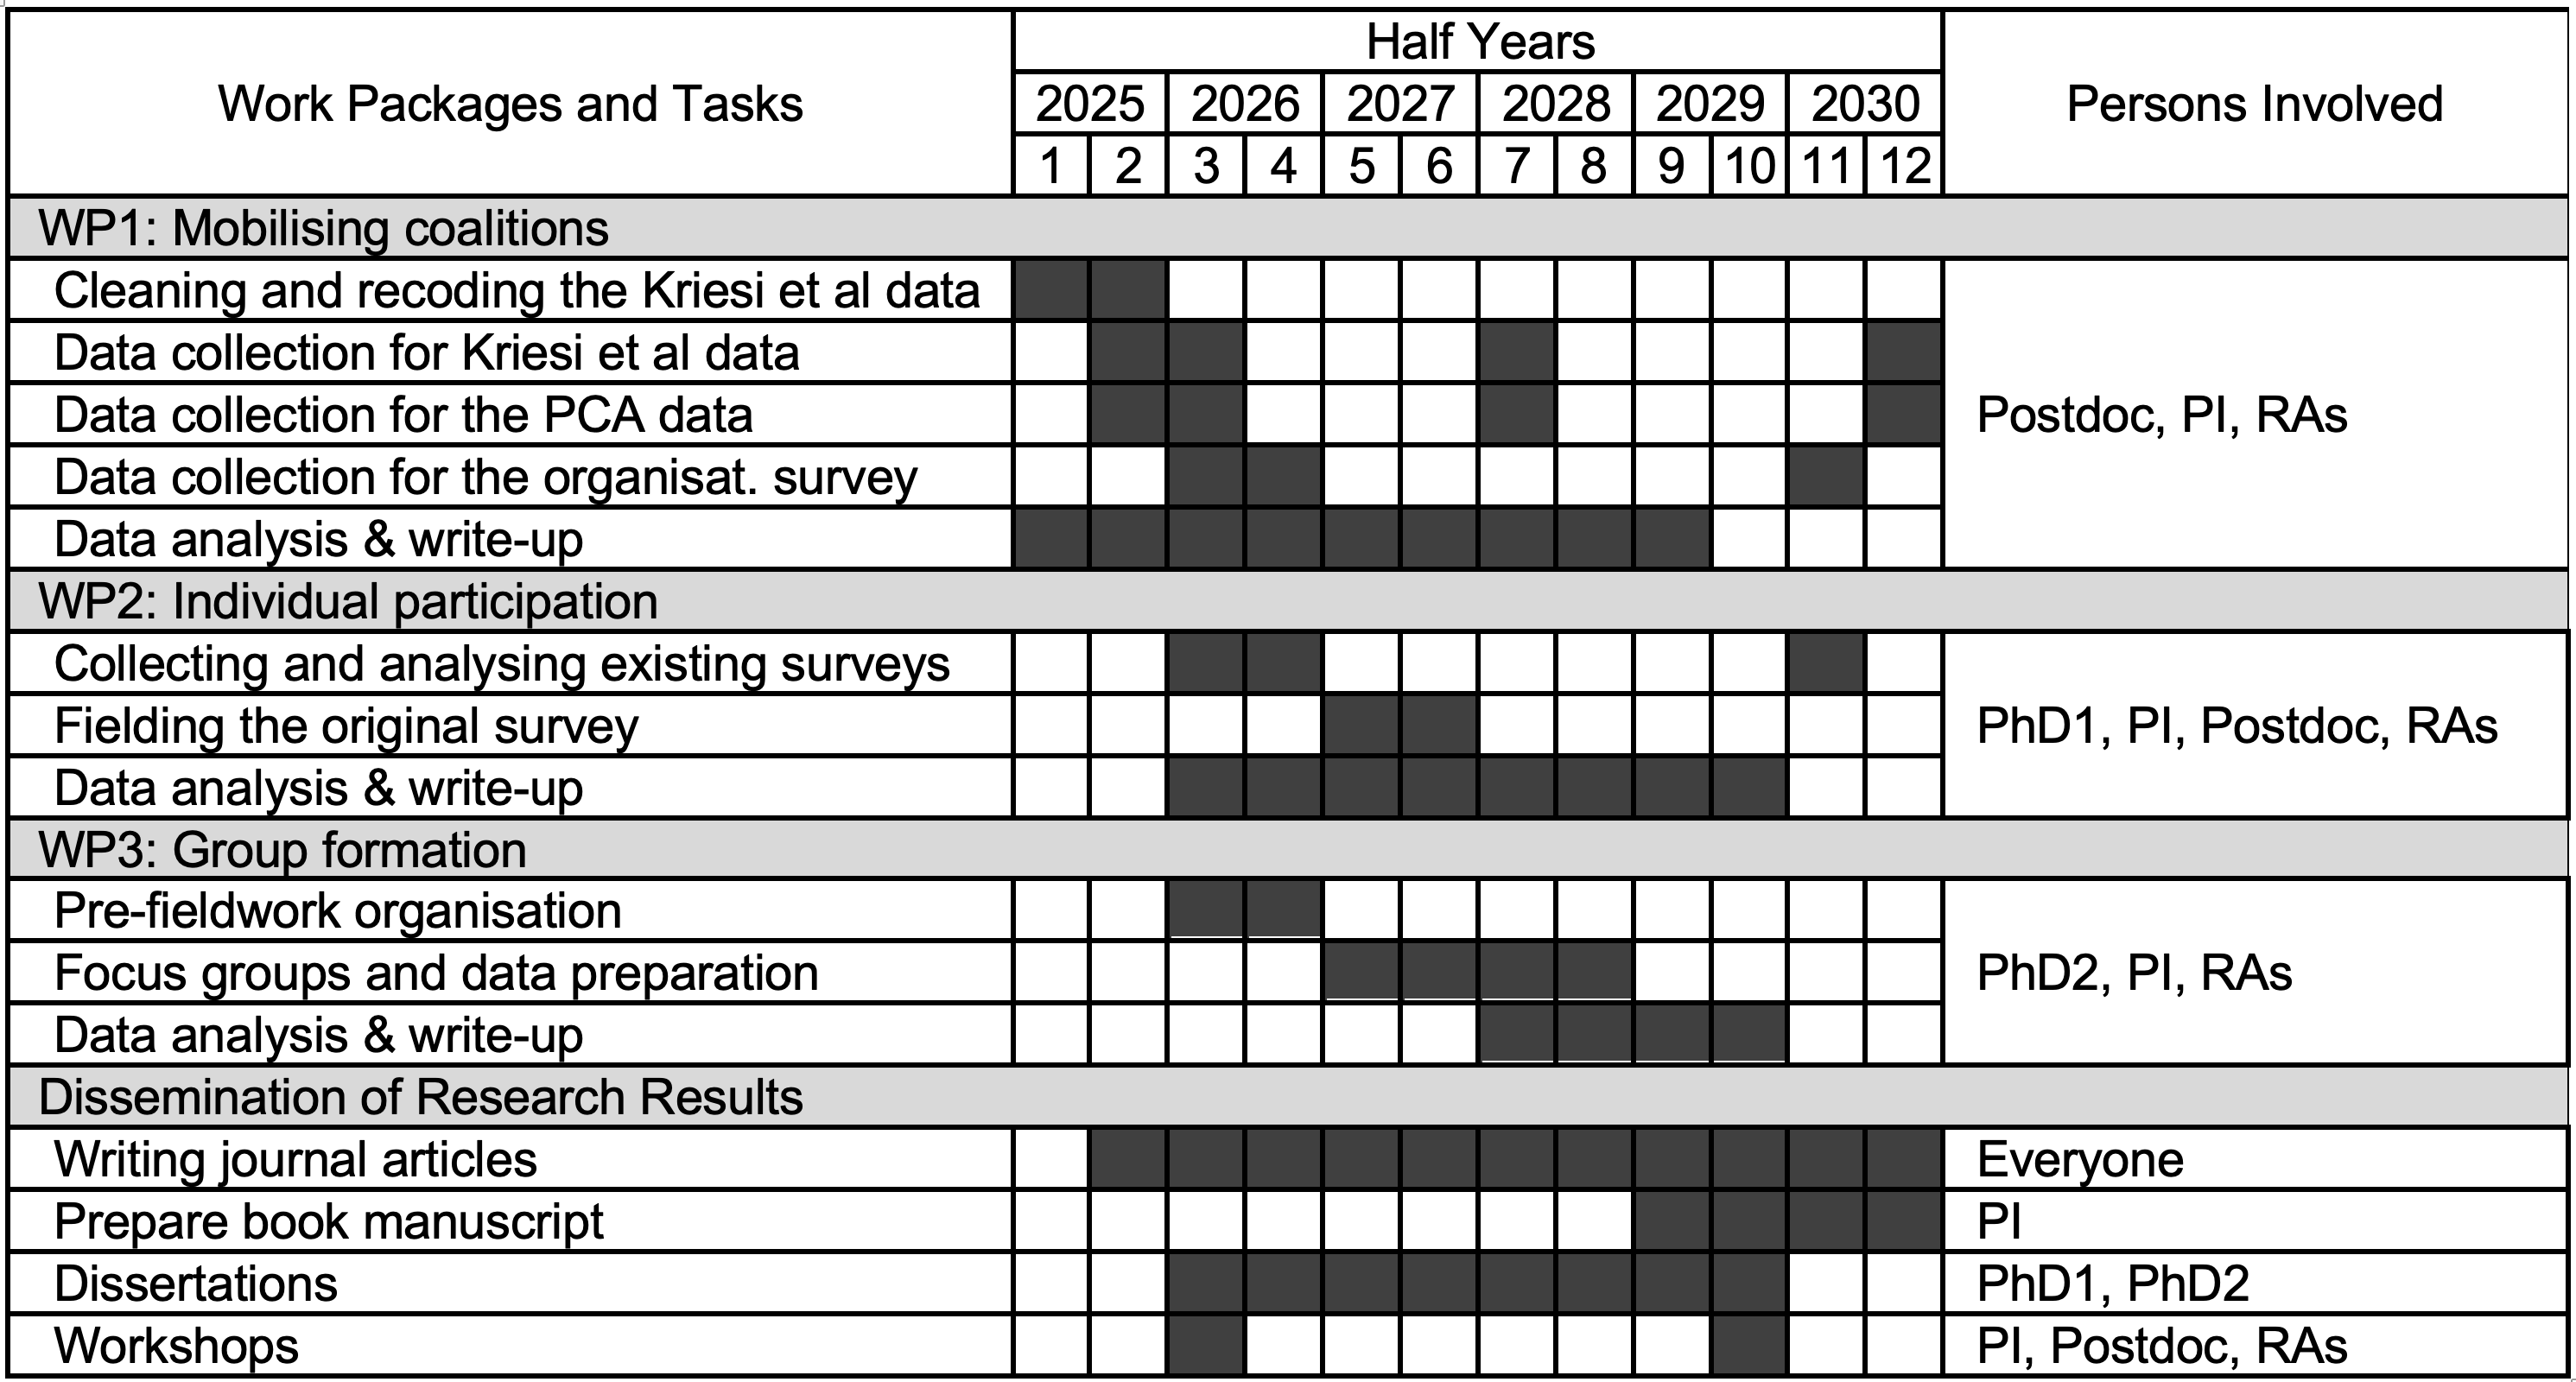 Half Years
Work Packages and Tasks 2025 2026 2027 2028 2029 2030 Persons Involved
1 2 3 4 5 6 7 8 9 10 11 12
WP1: Mobilising coalitions
Cleaning and recoding the Kriesi et al data
Data collection for Kriesi et al data
Data collection for the PCA data Postdoc, PI, RAs
Data collection for the organisat. survey
Data analysis & write-up
WP2: Individual participation
Collecting and analysing existing surveys
Fielding the original survey PhD1, PI, Postdoc, RAs
Data analysis & write-up
WP3: Group formation
Pre-fieldwork organisation
Focus groups and data preparation PhD2, PI, RAs
Data analysis & write-up
Dissemination of Research Results
Writing journal articles Everyone
Prepare book manuscript PI
Dissertations PhD1, PhD2
Workshops PI, Postdoc, RAs